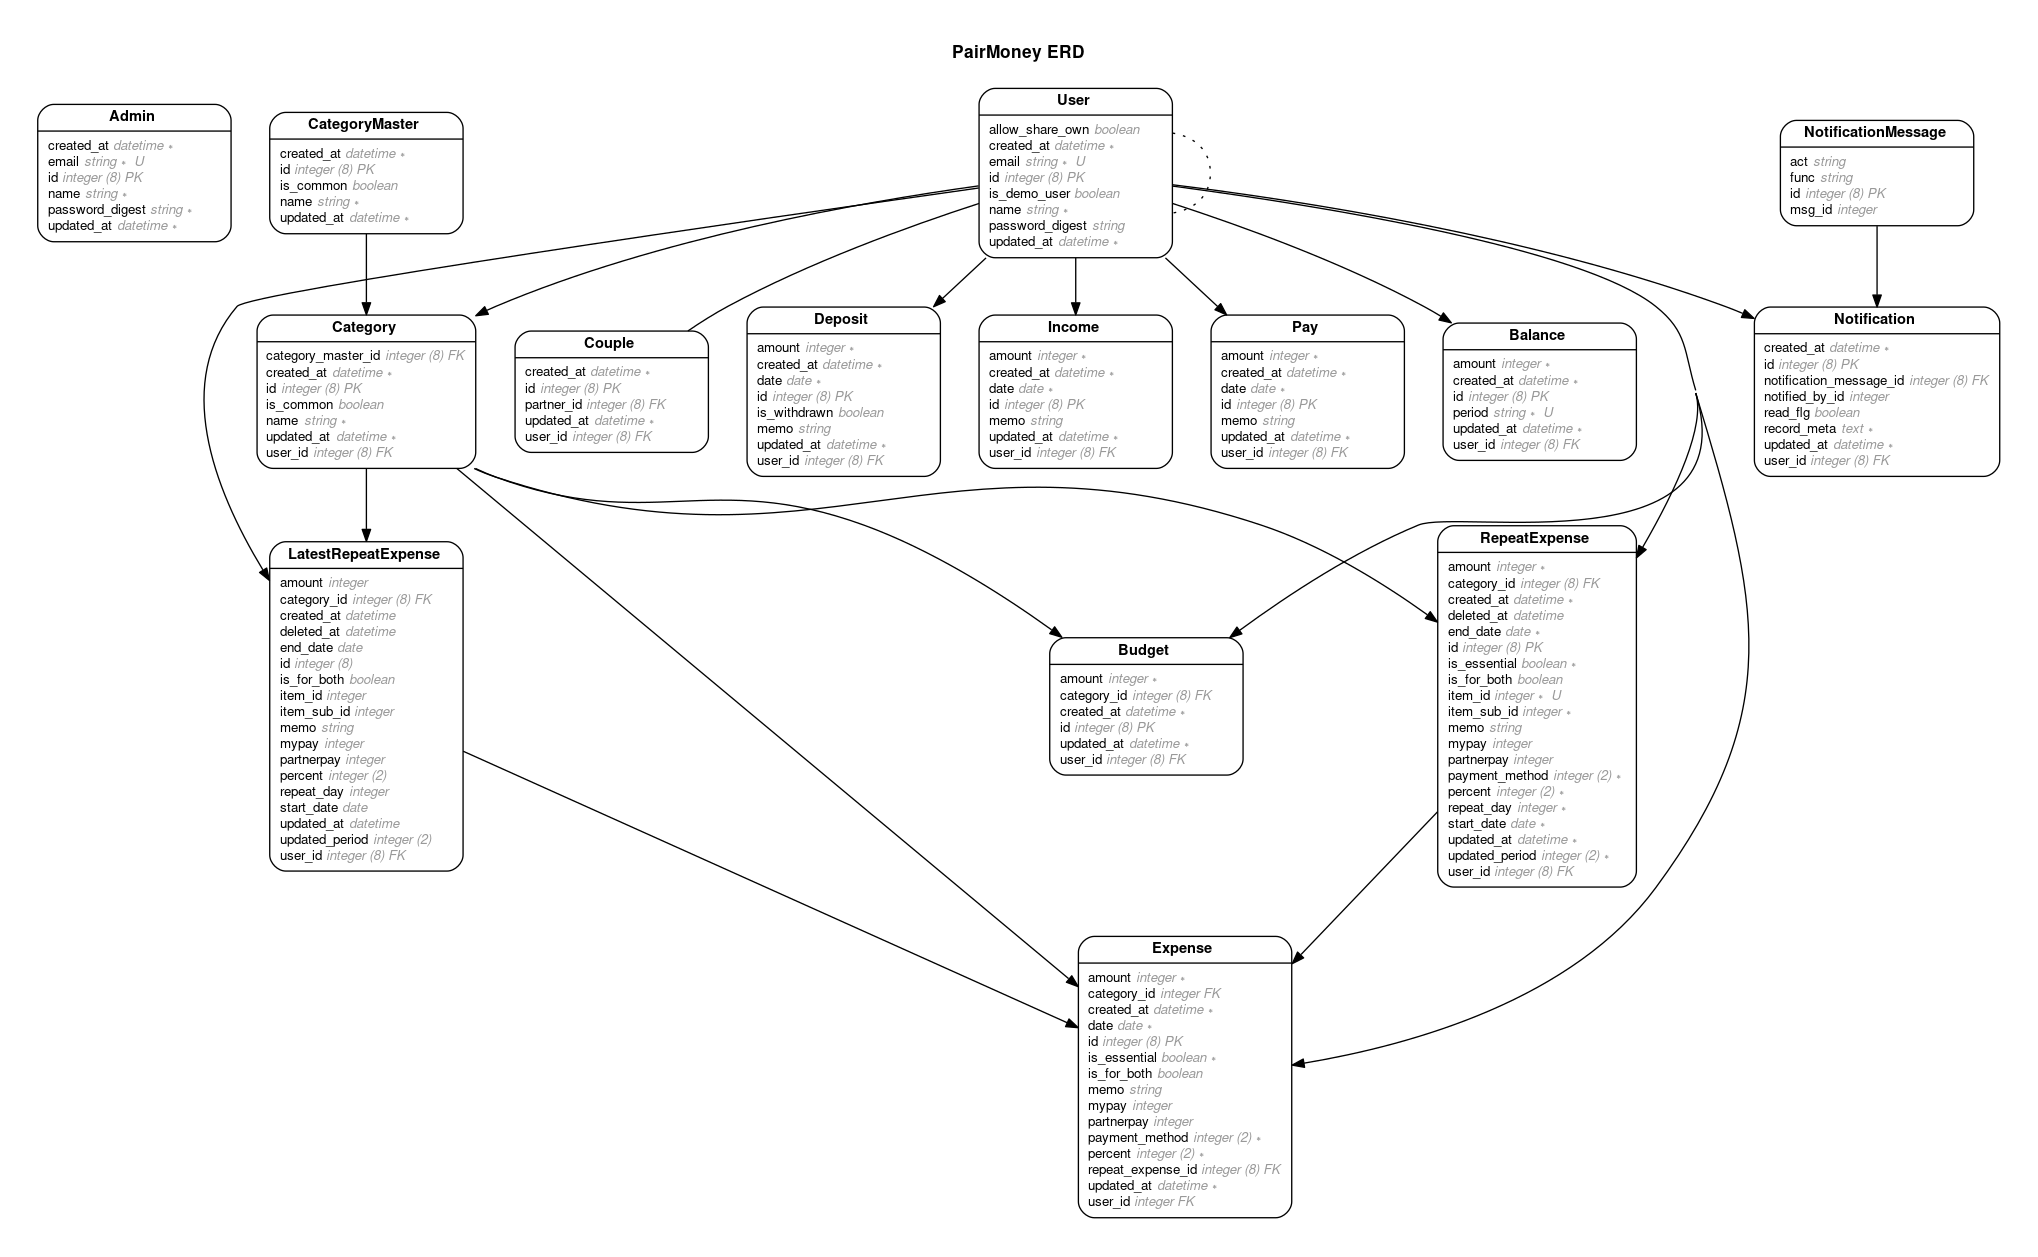 PairMoney ERD
Admin
created_at datetime ∗
email string ∗ U
id integer (8) PK
name string ∗
password_digest string ∗
updated_at datetime ∗
CategoryMaster
created_at datetime ∗
id integer (8) PK
is_common boolean
name string ∗
updated_at datetime ∗
User
allow_share_own boolean
created_at datetime ∗
email string ∗ U
id integer (8) PK
is_demo_user boolean
name string ∗
password_digest string
updated_at datetime ∗
NotificationMessage
act string
func string
id integer (8) PK
msg_id integer
Category
category_master_id integer (8) FK
created_at datetime ∗
id integer (8) PK
is_common boolean
name string ∗
updated_at datetime ∗
user_id integer (8) FK
Couple
created_at datetime ∗
id integer (8) PK
partner_id integer (8) FK
updated_at datetime ∗
user_id integer (8) FK
Deposit
amount integer ∗
created_at datetime ∗
date date ∗
id integer (8) PK
is_withdrawn boolean
memo string
updated_at datetime ∗
user_id integer (8) FK
Income
amount integer ∗
created_at datetime ∗
date date ∗
id integer (8) PK
memo string
updated_at datetime ∗
user_id integer (8) FK
Pay
amount integer ∗
created_at datetime ∗
date date ∗
id integer (8) PK
memo string
updated_at datetime ∗
user_id integer (8) FK
Balance
amount integer ∗
created_at datetime ∗
id integer (8) PK
period string ∗ U
updated_at datetime ∗
user_id integer (8) FK
Notification
created_at datetime ∗
id integer (8) PK
notification_message_id integer (8) FK
notified_by_id integer
read_flg boolean
record_meta text ∗
updated_at datetime ∗
user_id integer (8) FK
LatestRepeatExpense
amount integer
category_id integer (8) FK
created_at datetime
deleted_at datetime
end_date date
id integer (8)
is_for_both boolean
item_id integer
item_sub_id integer
memo string
mypay integer
partnerpay integer
percent integer (2)
repeat_day integer
start_date date
updated_at datetime
updated_period integer (2)
user_id integer (8) FK
Budget
amount integer ∗
category_id integer (8) FK
created_at datetime ∗
id integer (8) PK
updated_at datetime ∗
user_id integer (8) FK
RepeatExpense
amount integer ∗
category_id integer (8) FK
created_at datetime ∗
deleted_at datetime
end_date date ∗
id integer (8) PK
is_essential boolean ∗
is_for_both boolean
item_id integer ∗ U
item_sub_id integer ∗
memo string
mypay integer
partnerpay integer
payment_method integer (2) ∗
percent integer (2) ∗
repeat_day integer ∗
start_date date ∗
updated_at datetime ∗
updated_period integer (2) ∗
user_id integer (8) FK
Expense
amount integer ∗
category_id integer FK
created_at datetime ∗
date date ∗
id integer (8) PK
is_essential boolean ∗
is_for_both boolean
memo string
mypay integer
partnerpay integer
payment_method integer (2) ∗
percent integer (2) ∗
repeat_expense_id integer (8) FK
updated_at datetime ∗
user_id integer FK